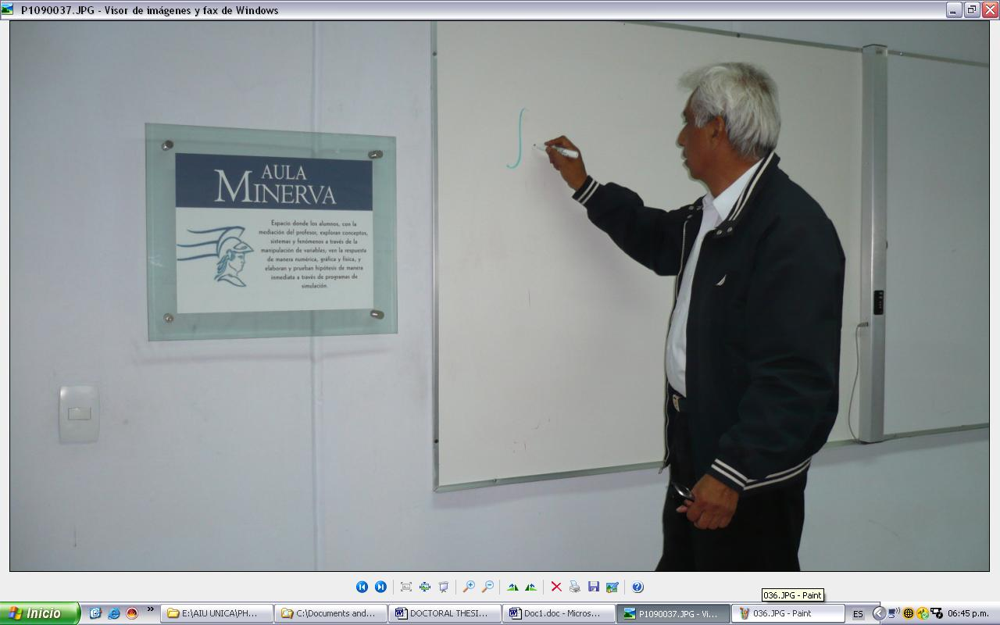 P1090037.JPG - Visor de imágenes y fax de Windows
AULA
MINERVA
Espacio donde los alumnos, con la
mediación del profesor, exploran conceptos,
sistemas y fenómenos a través de la
manipulación de variables; ven la respuesta
de manera numérica, gráfica y física, y
elaboran y prueban hipótesis de manera
inmediata a través de programas de
simulación.
∫
036.JPG - Paint
Inicio
E:\AIU UNICA\PH...
C:\Documents and...
DOCTORAL THESI...
Doc1.doc - Micros...
P1090037.JPG - Vi...
036.JPG - Paint
ES
06:45 p.m.